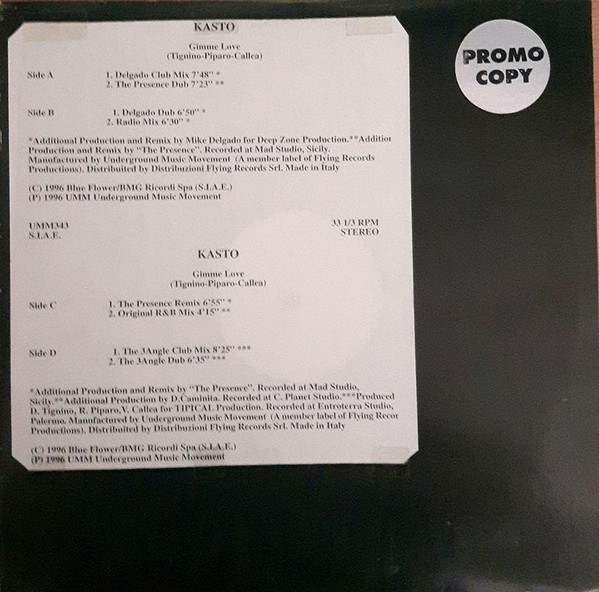 KASTO
Gimme Love
(Tignino-Piparo-Callea)
Side A 1. Delgado Club Mix 7'48" *
2. The Presence Dub 7'23" **
Side B 1. Delgado Dub 6'50" *
2. Radio Mix 6'30" *
*Additional Production and Remix by Mike Delgado for Deep Zone Production.**Addition
Production and Remix by "The Presence". Recorded at Mad Studio, Sicily.
Manufactured by Underground Music Movement (A member label of Flying Records
Productions). Distribuited by Distribuzioni Flying Records Srl. Made in Italy
(C) 1996 Blue Flower/BMG Ricordi Spa (S.I.A.E.)
(P) 1996 UMM Underground Music Movement
UMM343 33 1/3 RPM
S.I.A.E. STEREO
KASTO
Gimme Love
(Tignino-Piparo-Callea)
Side C 1. The Presence Remix 6'55" *
2. Original R&B Mix 4'15" **
Side D 1. The 3Angle Club Mix 8'25" ***
2. The 3Angle Dub 6'35" ***
*Additional Production and Remix by "The Presence". Recorded at Mad Studio,
Sicily.**Additional Production by D.Caminita. Recorded at C. Planet Studio.***Produced
D. Tignino, R. Piparo,V. Callea for TIPICAL Production. Recorded at Entroterra Studio,
Palermo. Manufactured by Underground Music Movement (A member label of Flying Recor
Productions). Distribuited by Distribuzioni Flying Records Srl. Made in Italy
(C) 1996 Blue Flower/BMG Ricordi Spa (S.I.A.E.)
(P) 1996 UMM Underground Music Movement
PROMO
COPY